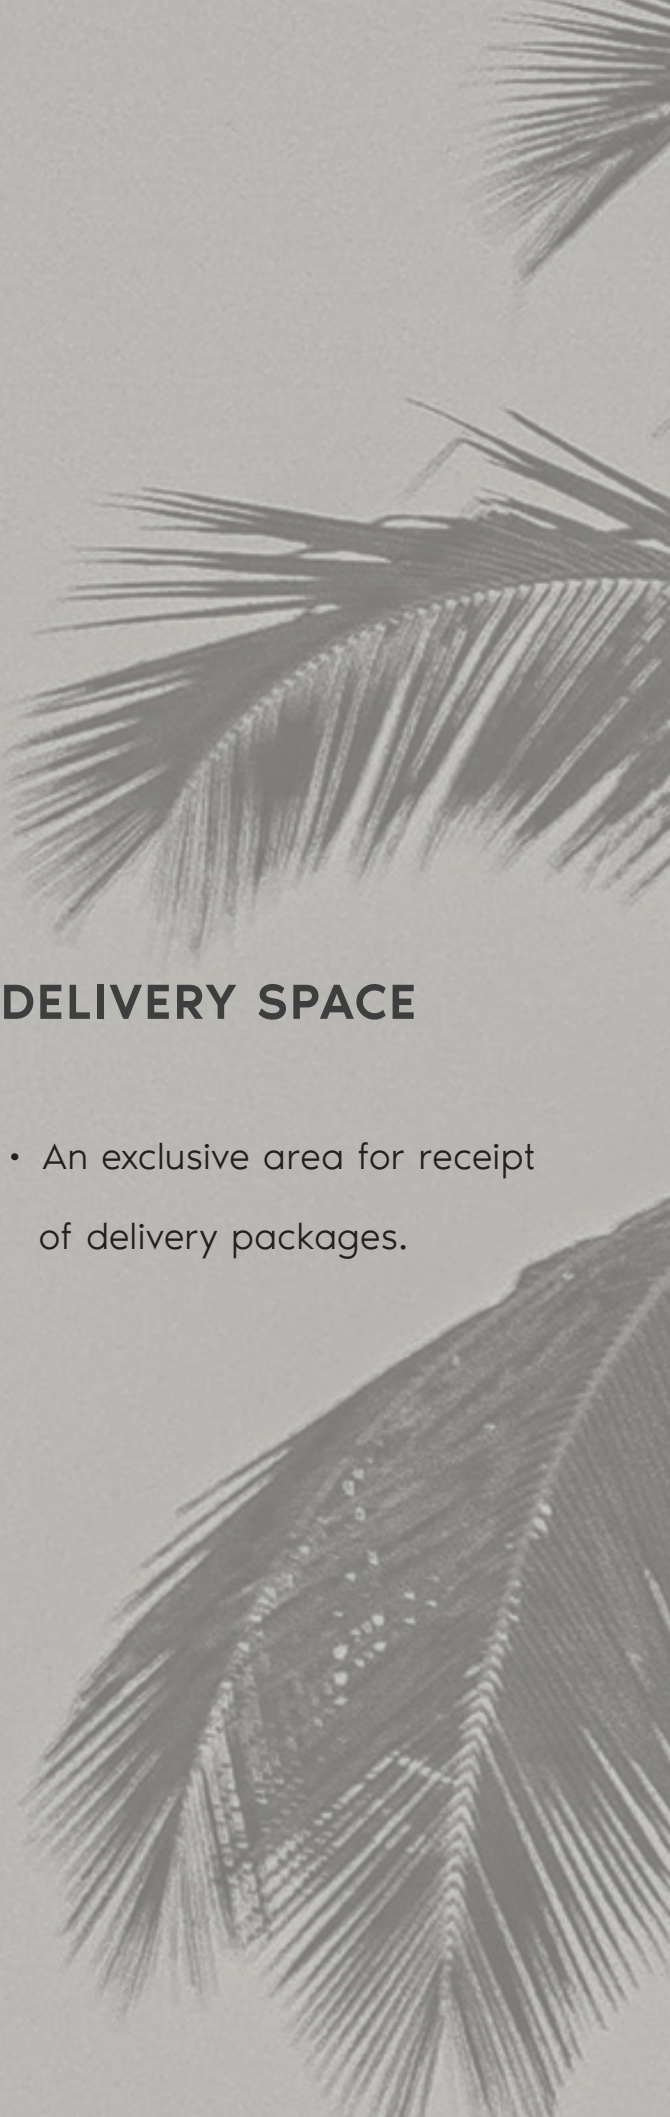 DELIVERY SPACE
• An exclusive area for receipt
of delivery packages.